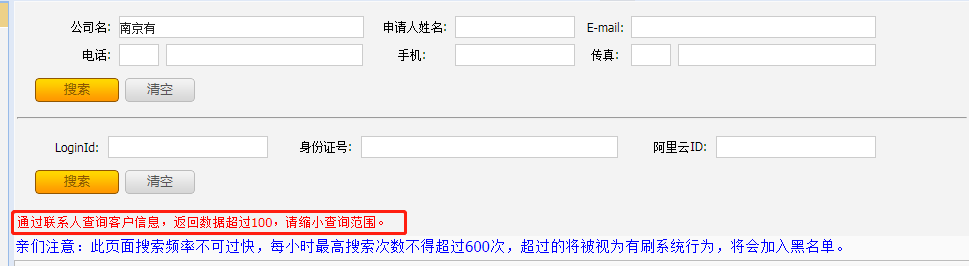 公司名: 南京有 申请人姓名: E-mail:
电话: 手机: 传真:
搜索 清空
LoginId: 身份证号: 阿里云ID:
搜索 清空
通过联系人查询客户信息，返回数据超过100，请缩小查询范围。
亲们注意：此页面搜索频率不可过快，每小时最高搜索次数不得超过600次，超过的将被视为有刷系统行为，将会加入黑名单。